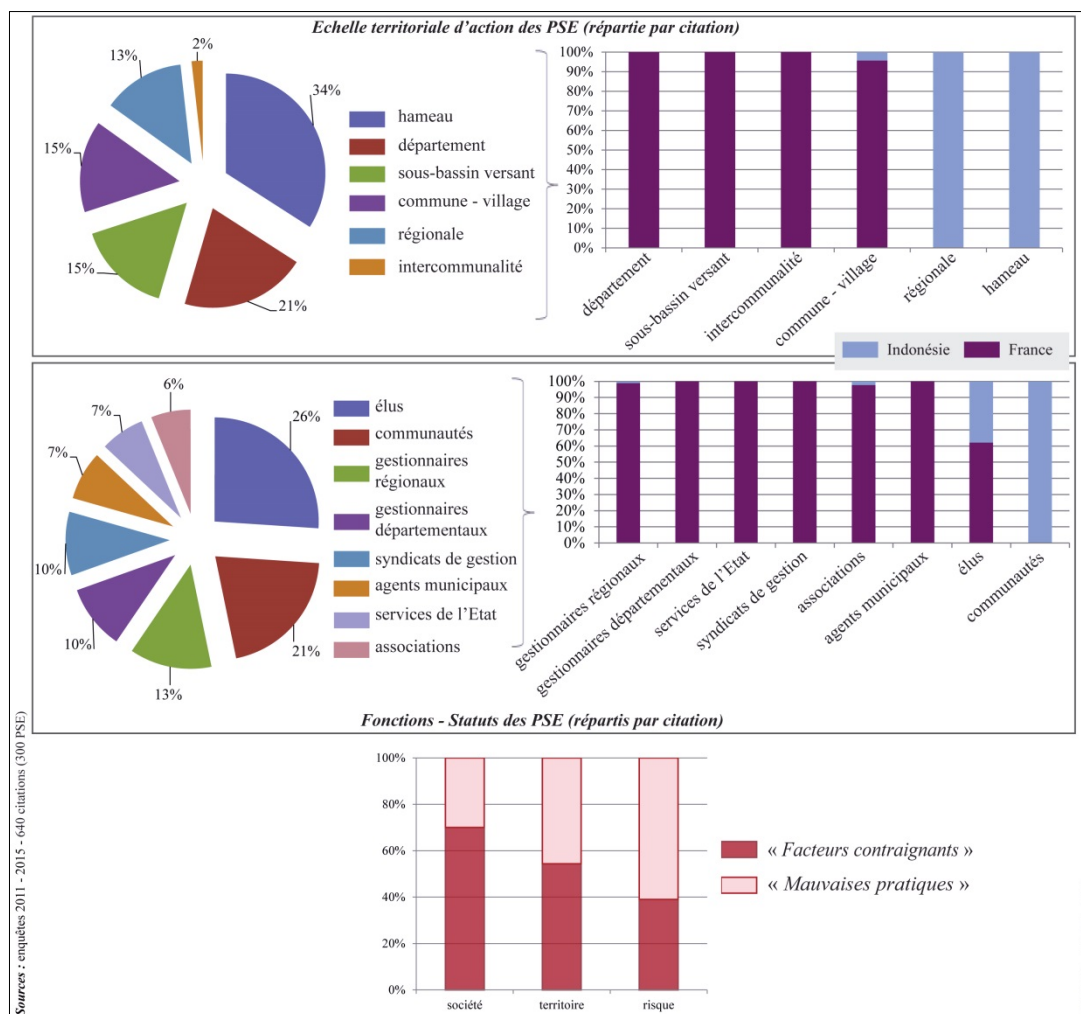 Echelle territoriale d'action des PSE (répartie par citation)
2%
13%
34%
15%
15%
21%
hameau
département
sous-bassin versant
commune - village
régionale
intercommunalité
100%
90%
80%
70%
60%
50%
40%
30%
20%
10%
0%
département
sous-bassin versant
intercommunalité
commune - village
régionale
hameau
Indonésie
France
6%
7%
26%
7%
10%
10%
13%
21%
élus
communautés
gestionnaires
régionaux
gestionnaires
départementaux
syndicats de gestion
agents municipaux
services de l'Etat
associations
100%
90%
80%
70%
60%
50%
40%
30%
20%
10%
0%
gestionnaires régionaux
gestionnaires départementaux
services de l'Etat
syndicats de gestion
associations
agents municipaux
élus
communautés
Fonctions - Statuts des PSE (répartis par citation)
100%
80%
60%
40%
20%
0%
société
territoire
risque
« Facteurs contraignants »
« Mauvaises pratiques »
Sources : enquêtes 2011 - 2015 - 640 citations (300 PSE)